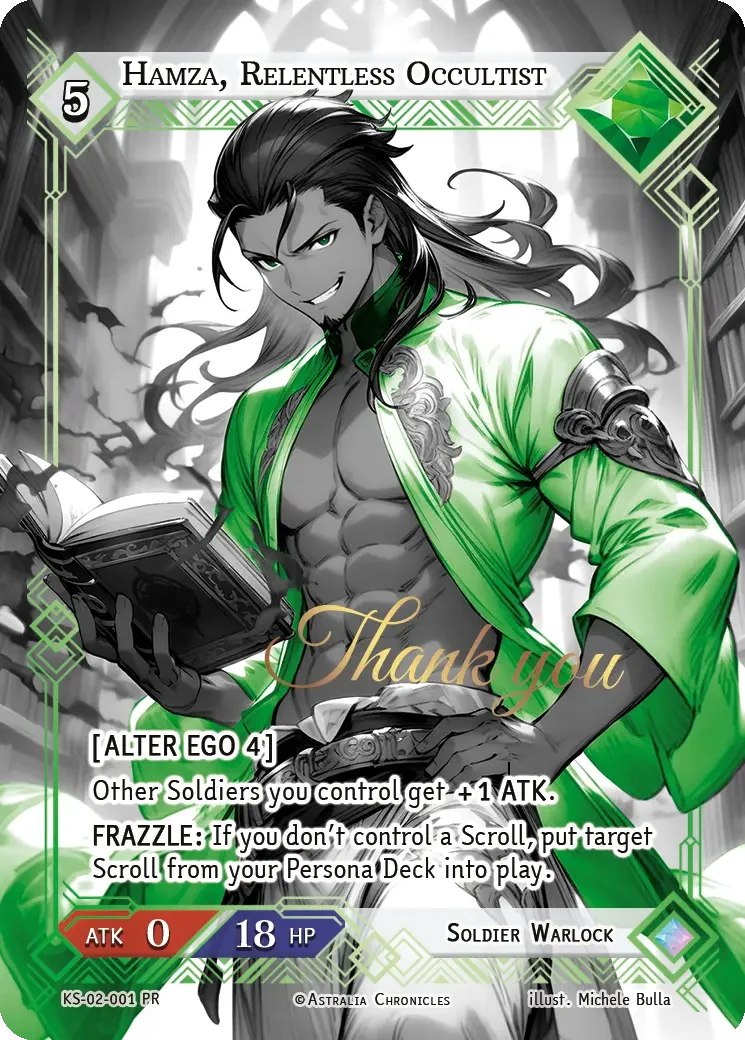 5
Hamza, Relentless Occultist
Thank you
[ALTER EGO 4]
Other Soldiers you control get +1 ATK.
FRAZZLE: If you don't control a Scroll, put target
Scroll from your Persona Deck into play.
ATK 0 18 HP Soldier Warlock
KS-02-001 PR ©Astralia Chronicles illust. Michele Bulla